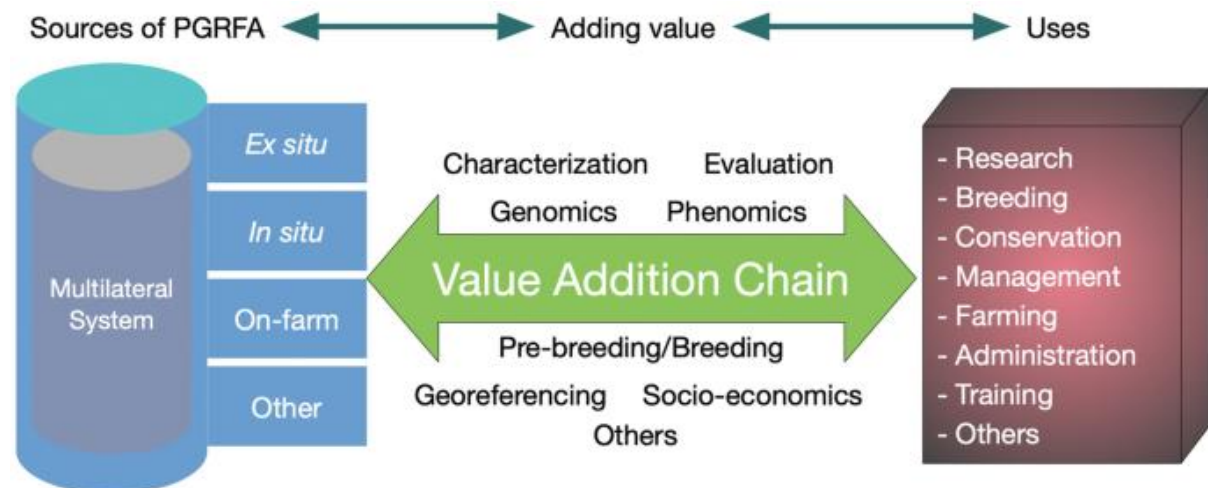 Sources of PGRFA
Adding value
Uses
Multilateral
System
Ex situ
In situ
On-farm
Other
Characterization Evaluation
Genomics Phenomics
Value Addition Chain
Pre-breeding/Breeding
Georeferencing Socio-economics
Others
- Research
- Breeding
- Conservation
- Management
- Farming
- Administration
- Training
- Others